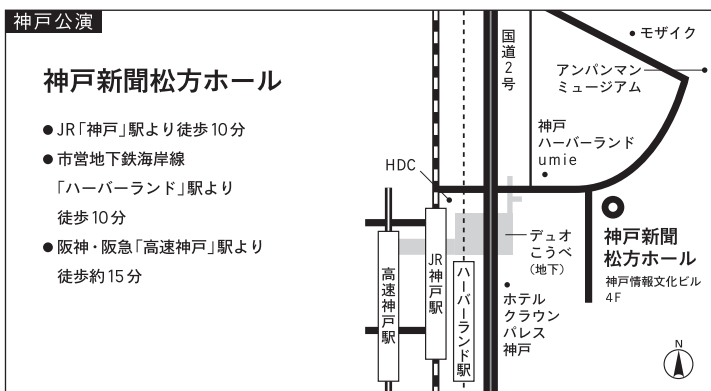 神戸公演
神戸新聞松方ホール
●JR「神戸」駅より徒歩10分
●市営地下鉄海岸線
「ハーバーランド」駅より
徒歩10分
●阪神・阪急「高速神戸」駅より
徒歩約15分
国道2号
モザイク
アンパンマン
ミュージアム
神戸
ハーバーランド
umie
HDC
デュオ
こうべ
(地下)
神戸新聞
松方ホール
神戸情報文化ビル
4F
高速神戸駅
JR神戸駅
ハーバーランド駅
ホテル
クラウン
パレス
神戸
N